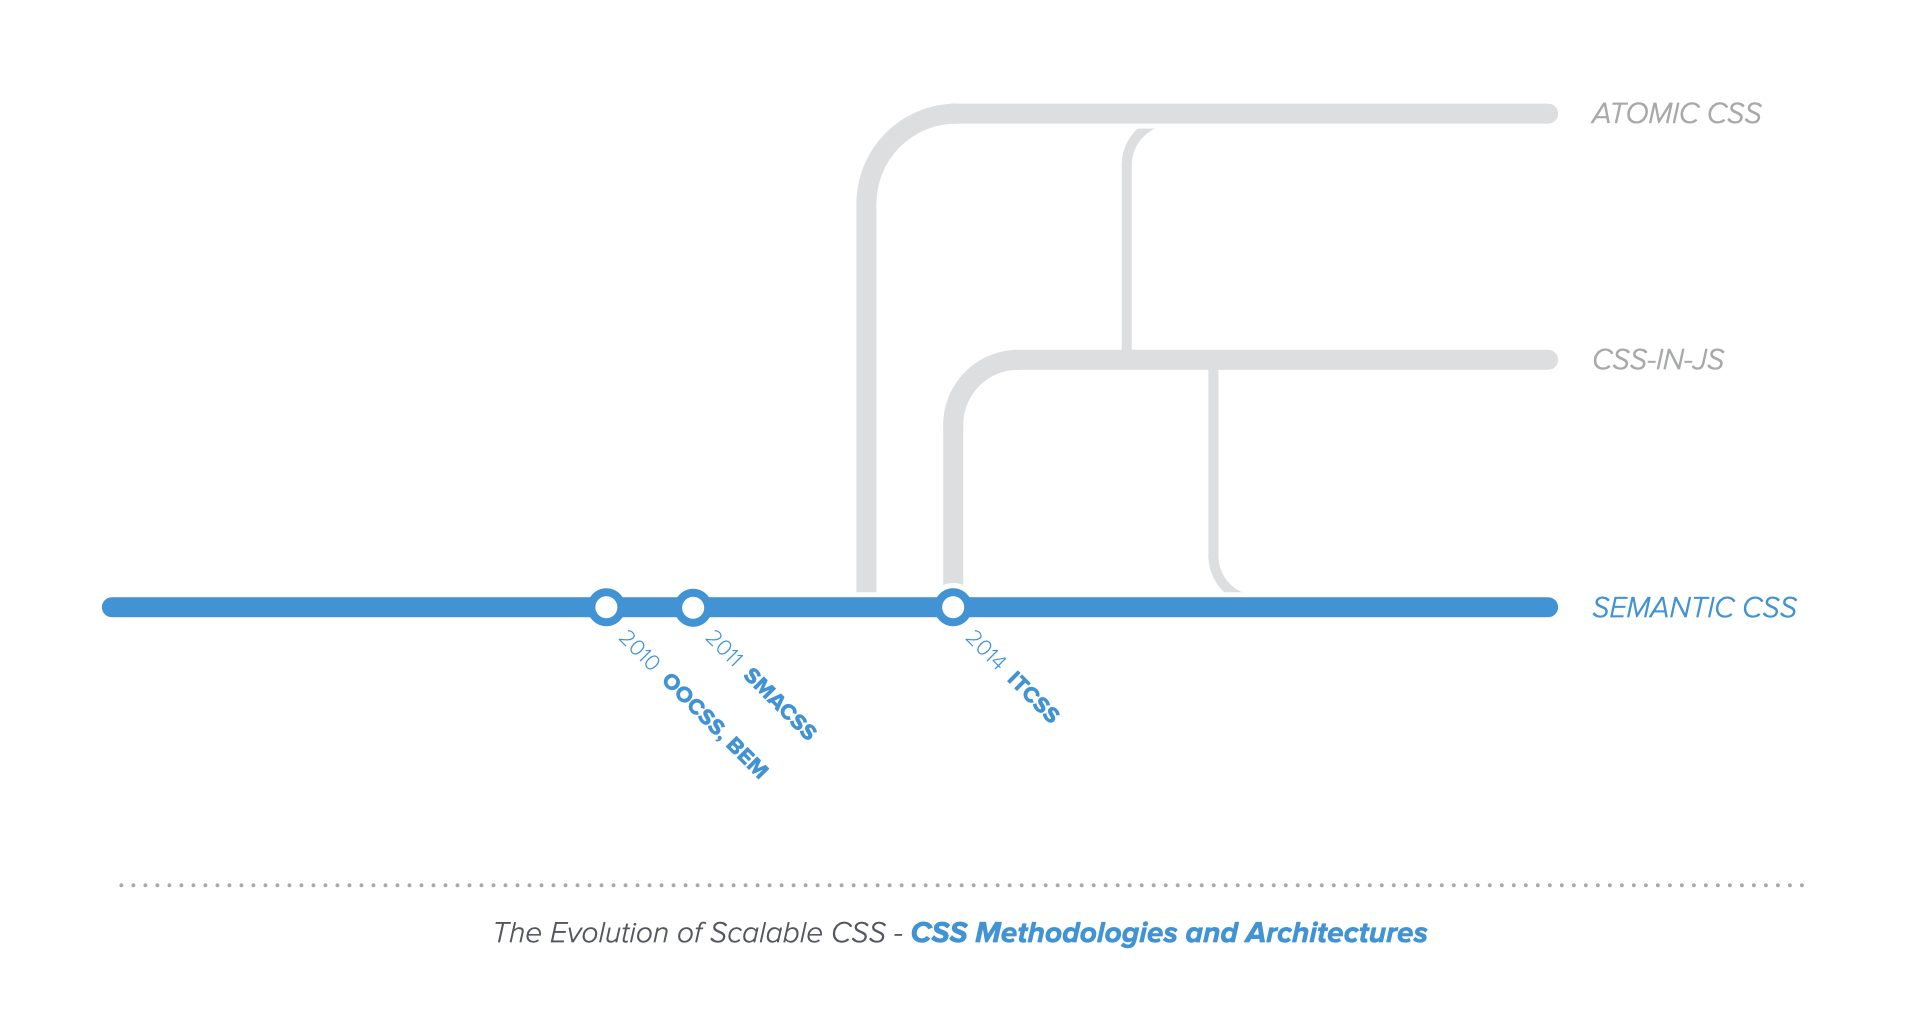 ATOMIC CSS
CSS-IN-JS
SEMANTIC CSS
2010 OOCSS, BEM
2011 SMACSS
2014 ITCSS
The Evolution of Scalable CSS - CSS Methodologies and Architectures